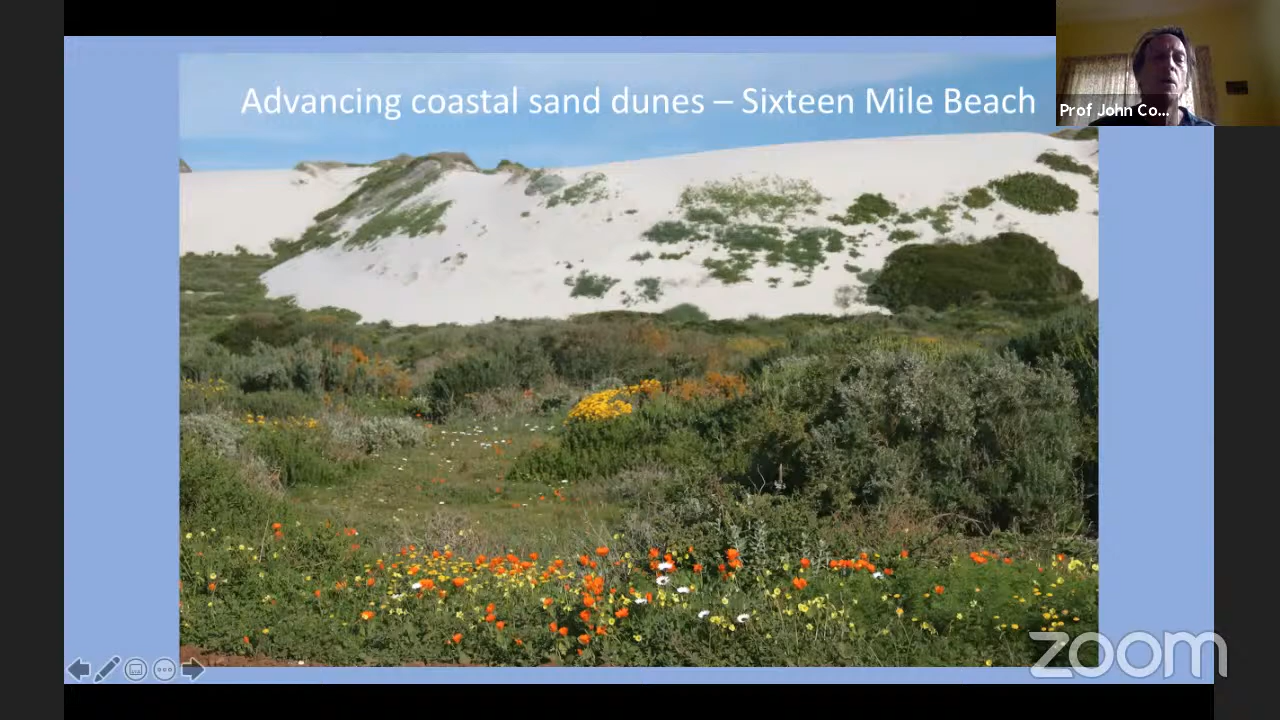 Advancing coastal sand dunes – Sixteen Mile Beach
Prof John Co...
zoom